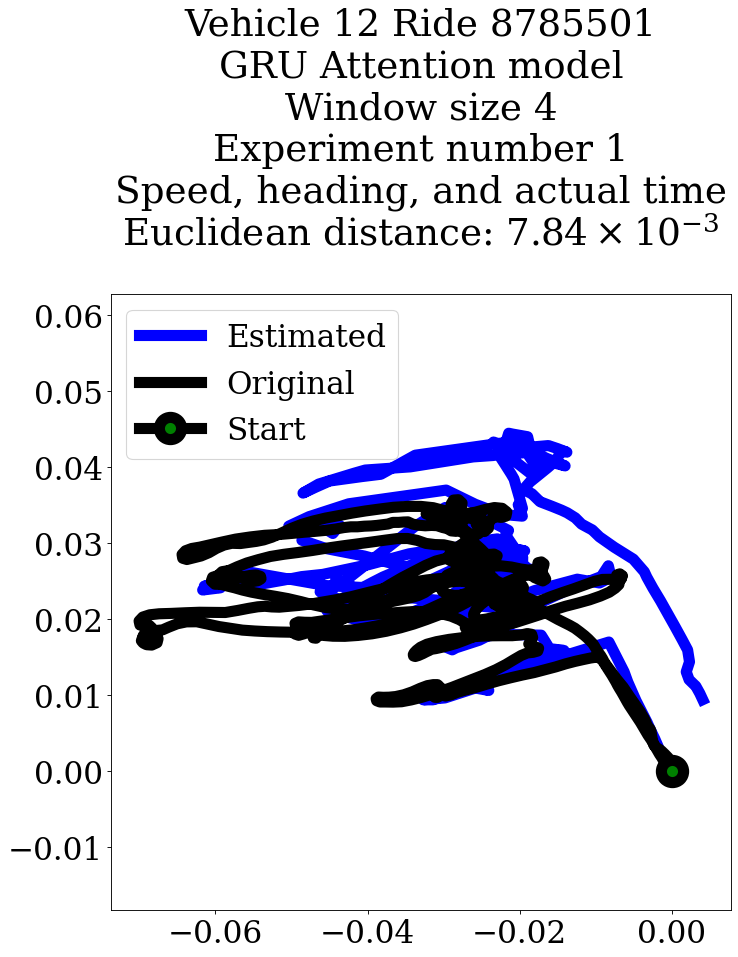 Vehicle 12 Ride 8785501
GRU Attention model
Window size 4
Experiment number 1
Speed, heading, and actual time
Euclidean distance: 7.84 × 10⁻³
0.06
0.05
0.04
0.03
0.02
0.01
0.00
−0.01
Estimated
Original
Start
−0.06
−0.04
−0.02
0.00